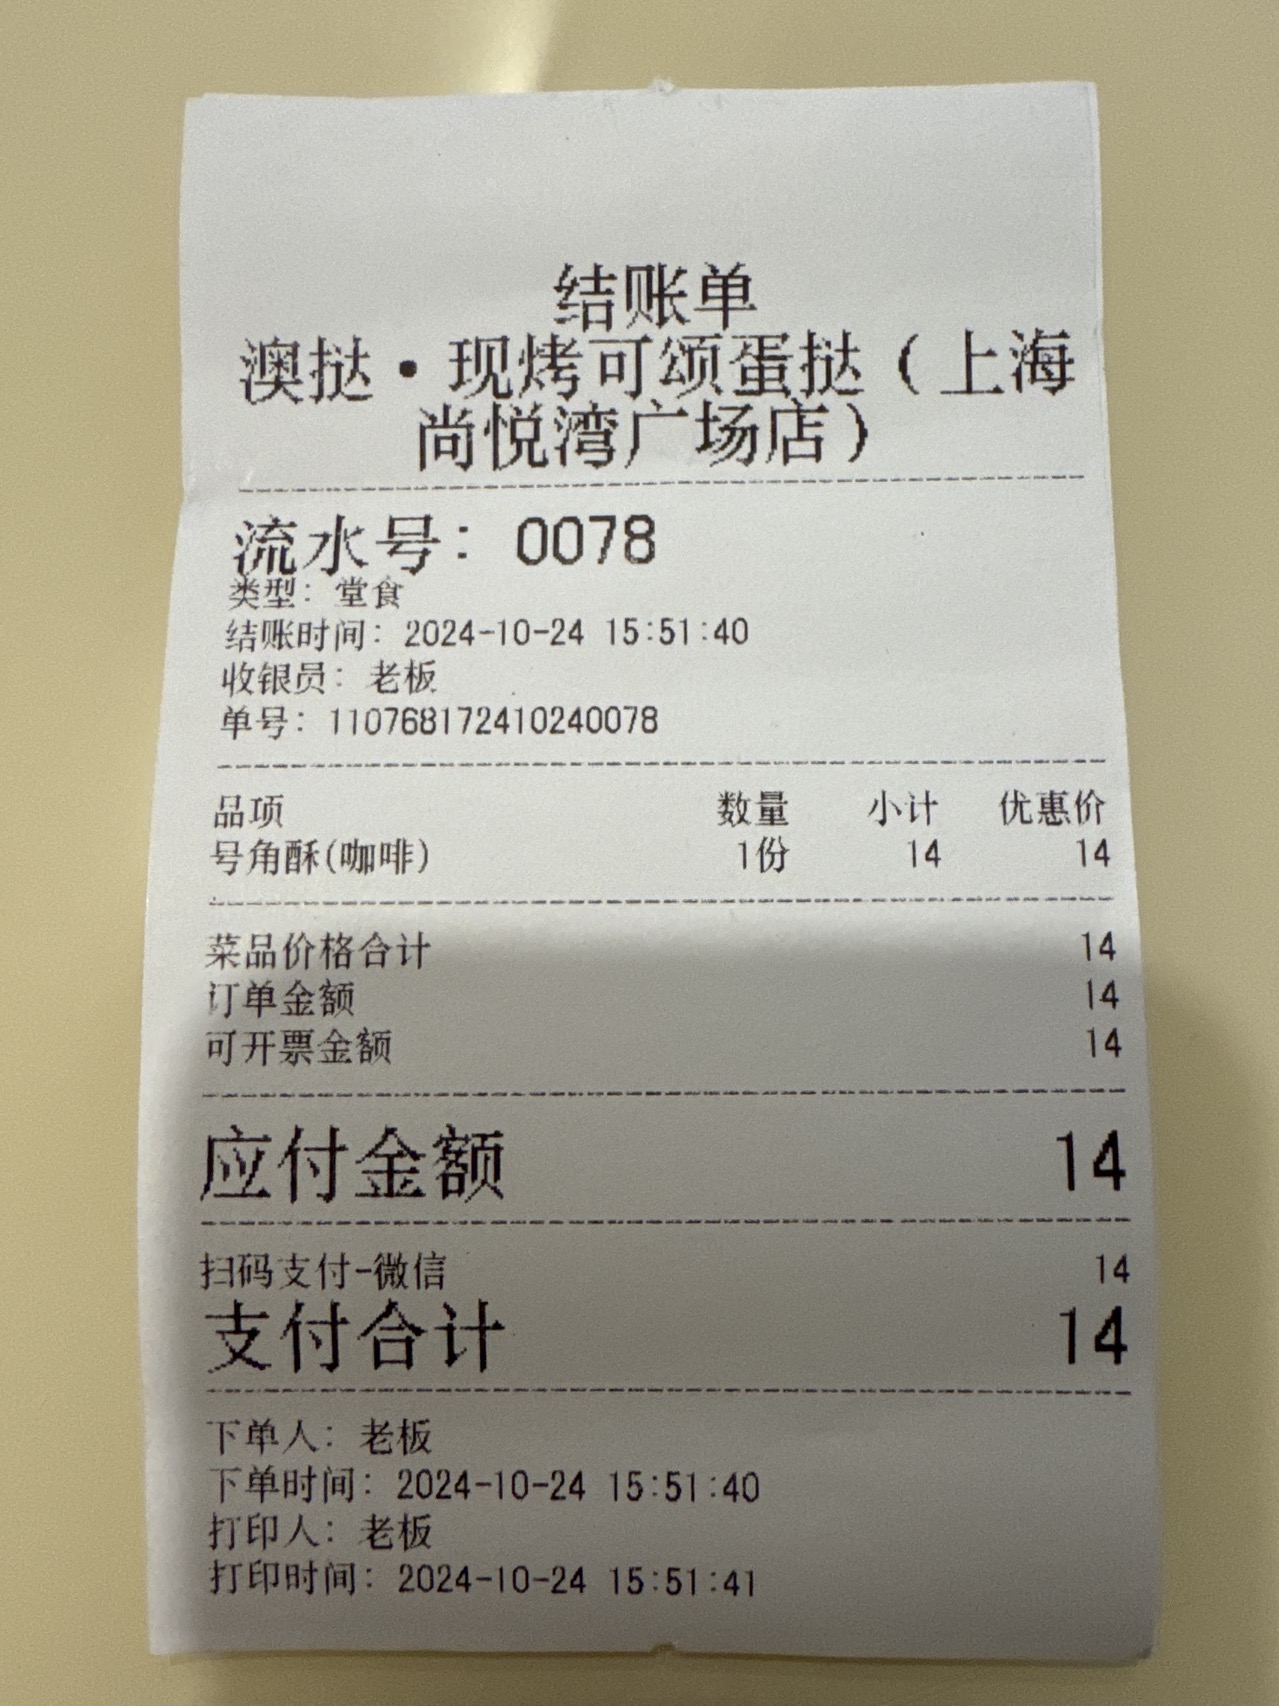 结账单
澳挞·现烤可颂蛋挞（上海
尚悦湾广场店）
流水号：0078
类型：堂食
结账时间：2024-10-24 15:51:40
收银员：老板
单号：110768172410240078
品项 数量 小计 优惠价
号角酥(咖啡) 1份 14 14
菜品价格合计 14
订单金额 14
可开票金额 14
应付金额 14
扫码支付-微信 14
支付合计 14
下单人：老板
下单时间：2024-10-24 15:51:40
打印人：老板
打印时间：2024-10-24 15:51:41